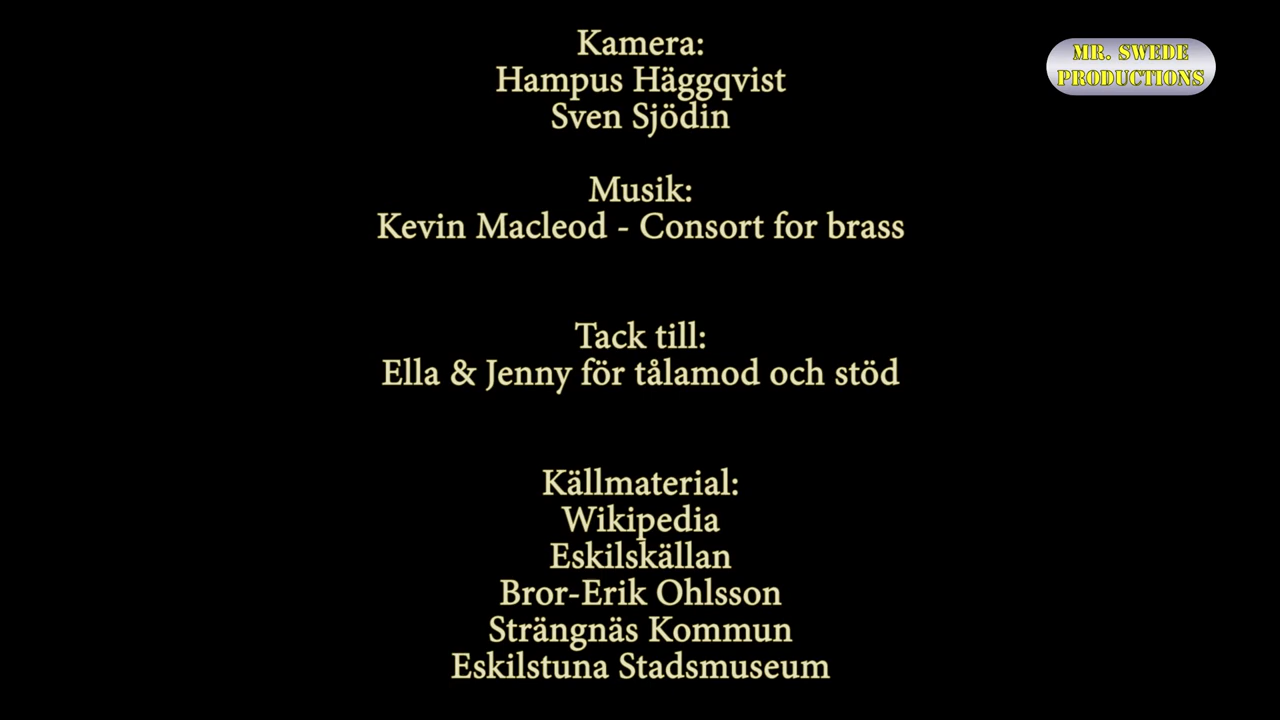 Kamera:
Hampus Häggqvist
Sven Sjödin
MR. SWEDE
PRODUCTIONS
Musik:
Kevin Macleod - Consort for brass
Tack till:
Ella & Jenny för tålamod och stöd
Källmaterial:
Wikipedia
Eskilskällan
Bror-Erik Ohlsson
Strängnäs Kommun
Eskilstuna Stadsmuseum